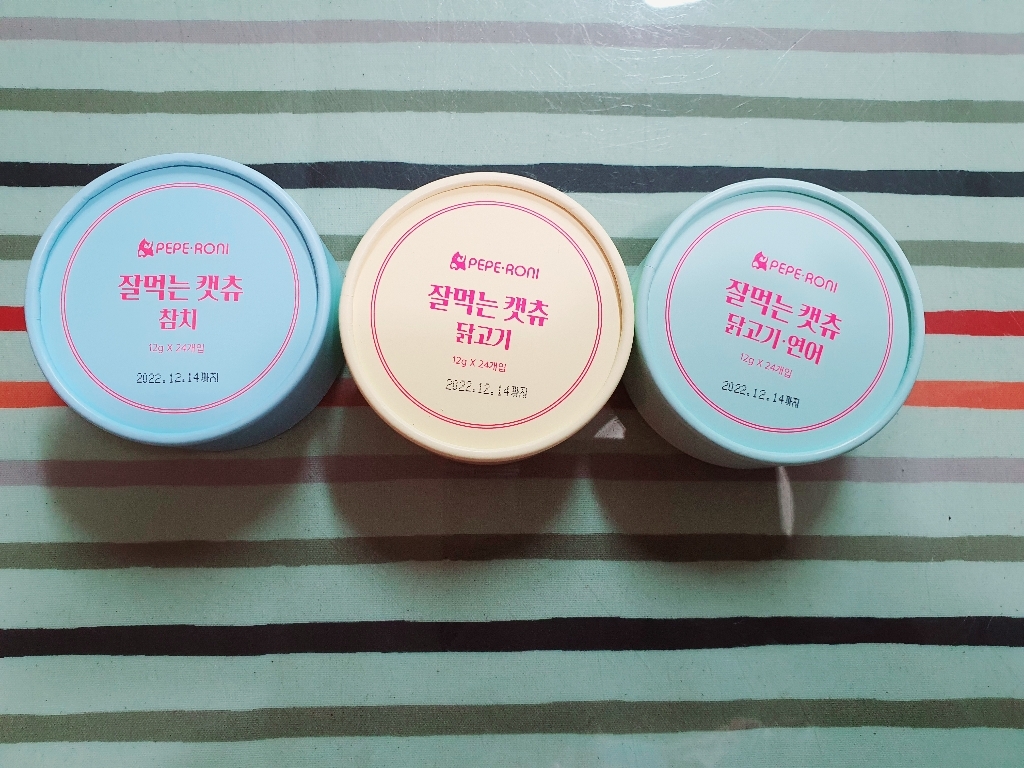 PEPE·RONI
잘먹는 캣츄
참치
12g X 24개입
2022.12.14까지
PEPE·RONI
잘먹는 캣츄
닭고기
12g X 24개입
2022.12.14까지
PEPE·RONI
잘먹는 캣츄
닭고기·연어
12g X 24개입
2022.12.14까지